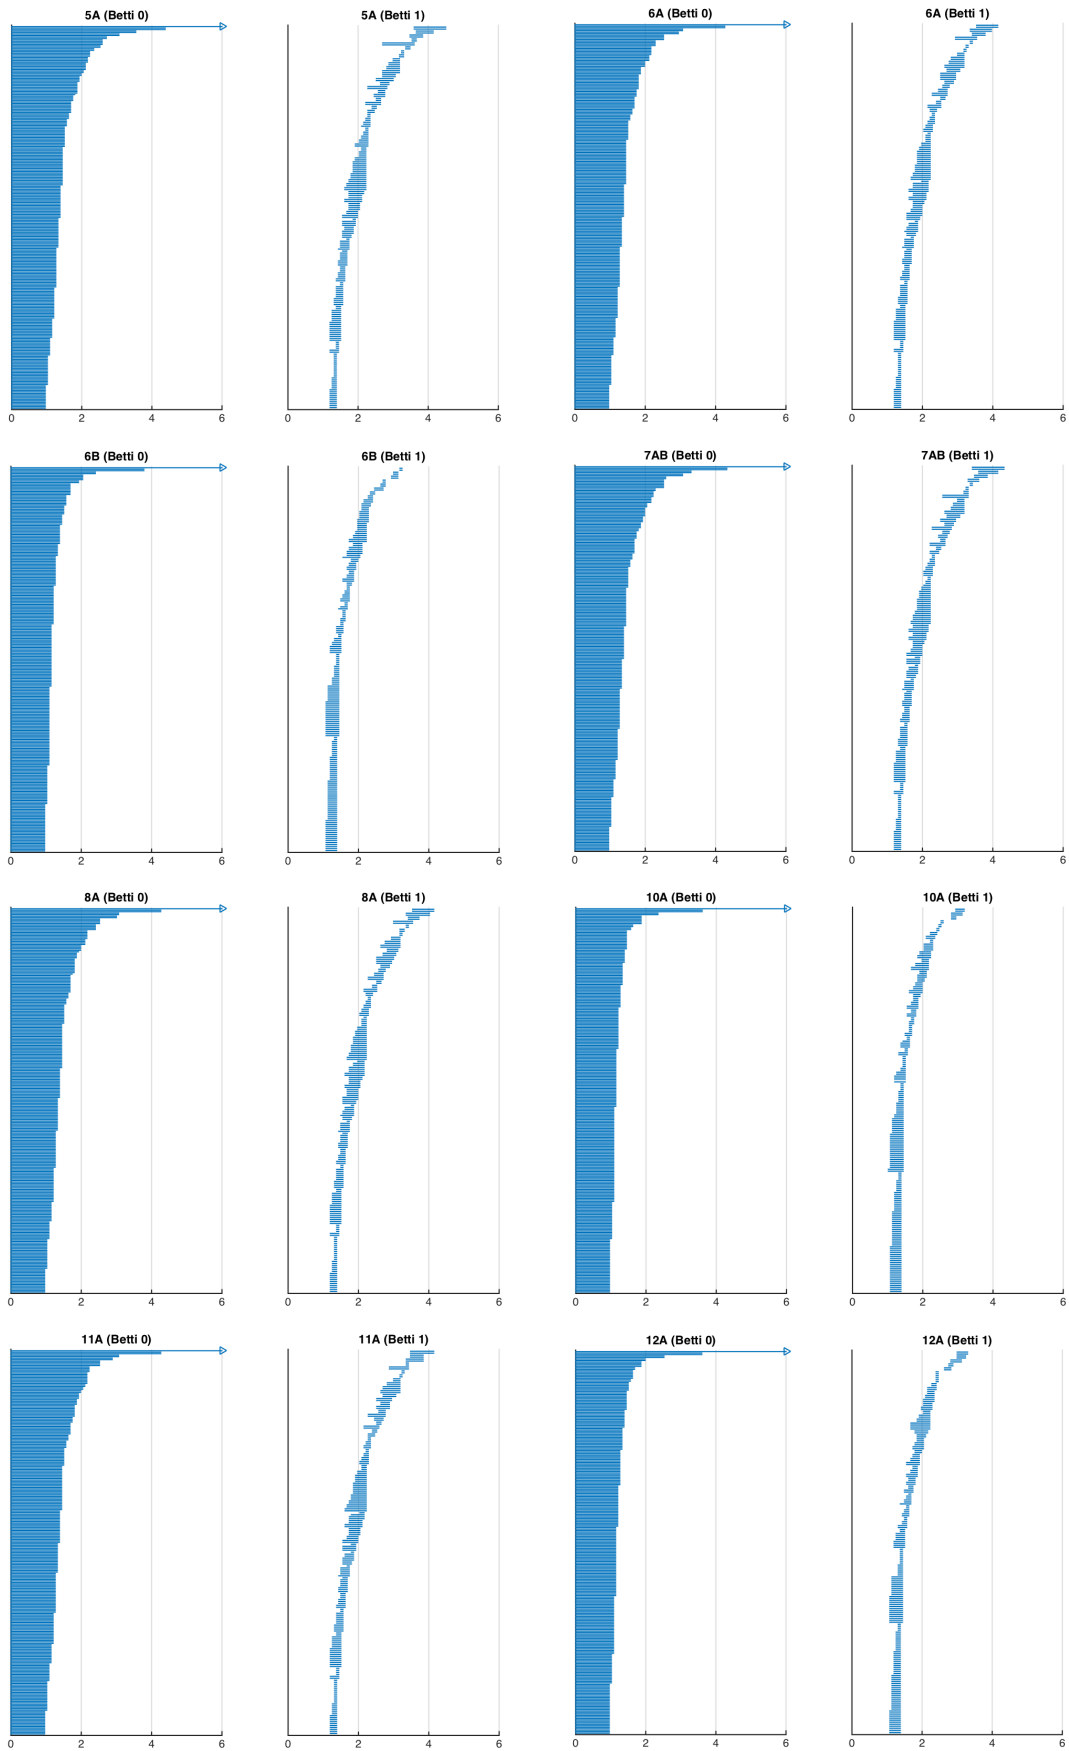 5A (Betti 0) 5A (Betti 1) 6A (Betti 0) 6A (Betti 1)
0 2 4 6 0 2 4 6 0 2 4 6 0 2 4 6
6B (Betti 0) 6B (Betti 1) 7AB (Betti 0) 7AB (Betti 1)
0 2 4 6 0 2 4 6 0 2 4 6 0 2 4 6
8A (Betti 0) 8A (Betti 1) 10A (Betti 0) 10A (Betti 1)
0 2 4 6 0 2 4 6 0 2 4 6 0 2 4 6
11A (Betti 0) 11A (Betti 1) 12A (Betti 0) 12A (Betti 1)
0 2 4 6 0 2 4 6 0 2 4 6 0 2 4 6